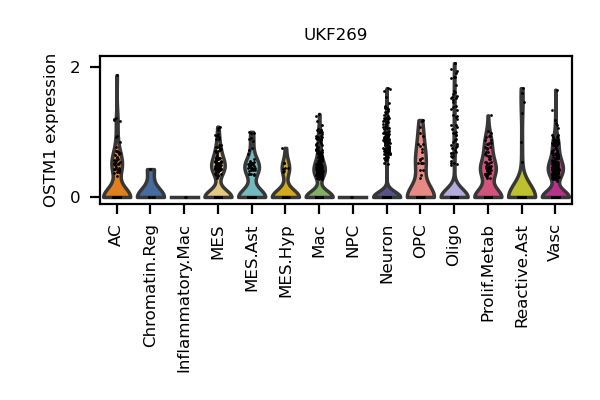 UKF269
OSTM1 expression
2
0
AC
Chromatin.Reg
Inflammatory.Mac
MES
MES.Ast
MES.Hyp
Mac
NPC
Neuron
OPC
Oligo
Prolif.Metab
Reactive.Ast
Vasc